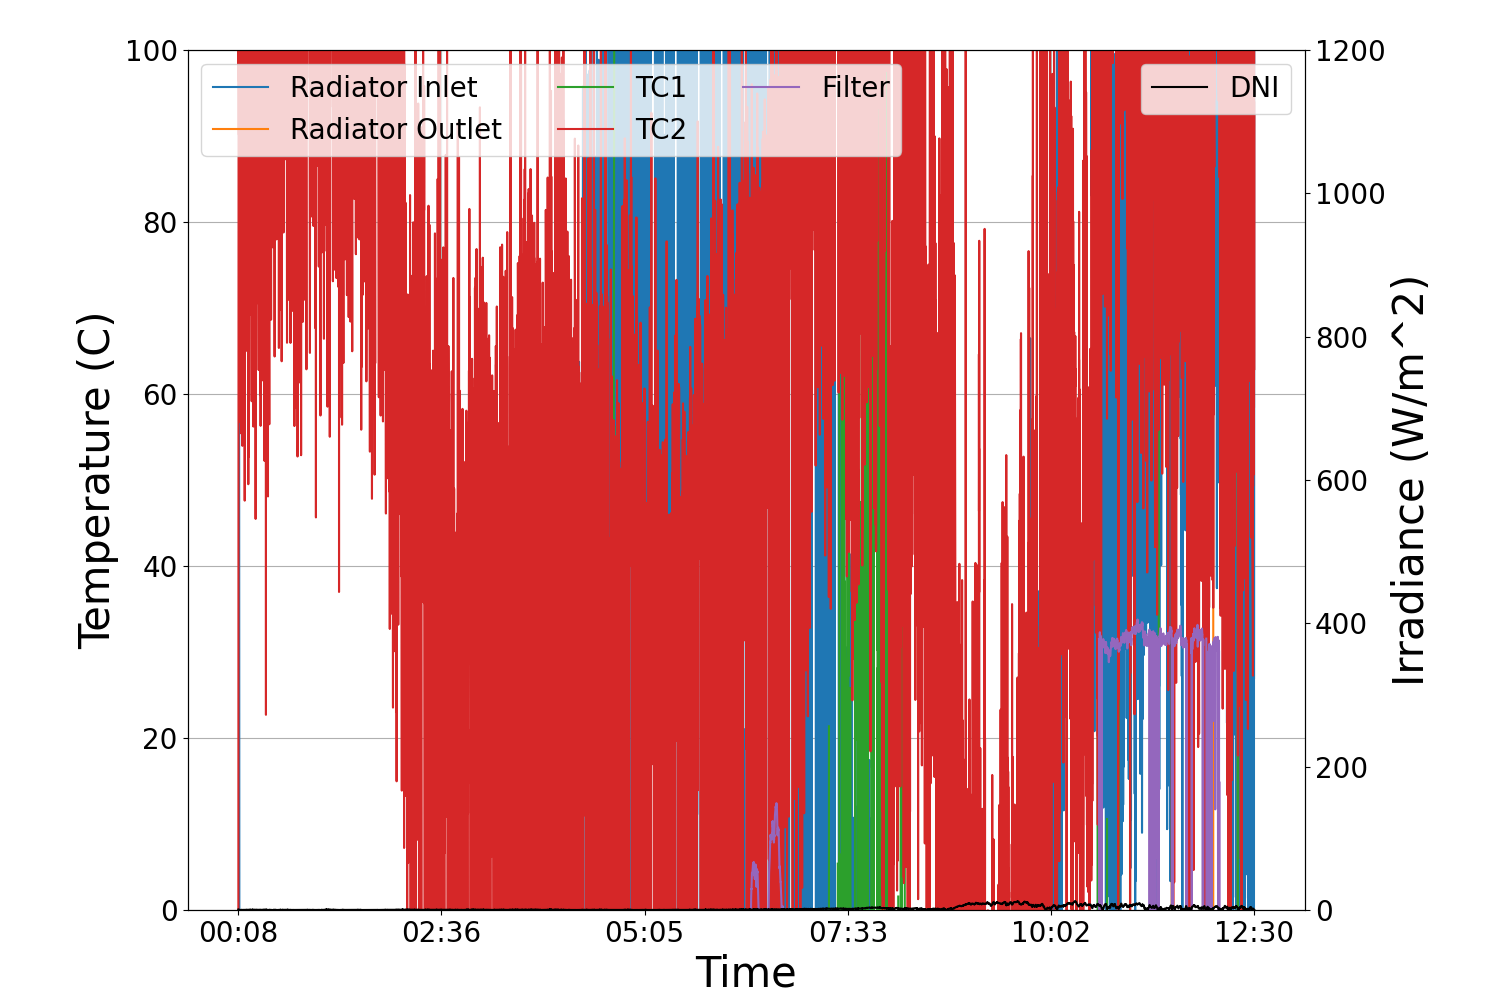 Radiator Inlet
Radiator Outlet
TC1
TC2
Filter
DNI
Temperature (C)
100
80
60
40
20
0
Irradiance (W/m^2)
1200
1000
800
600
400
200
0
00:08 02:36 05:05 07:33 10:02 12:30
Time